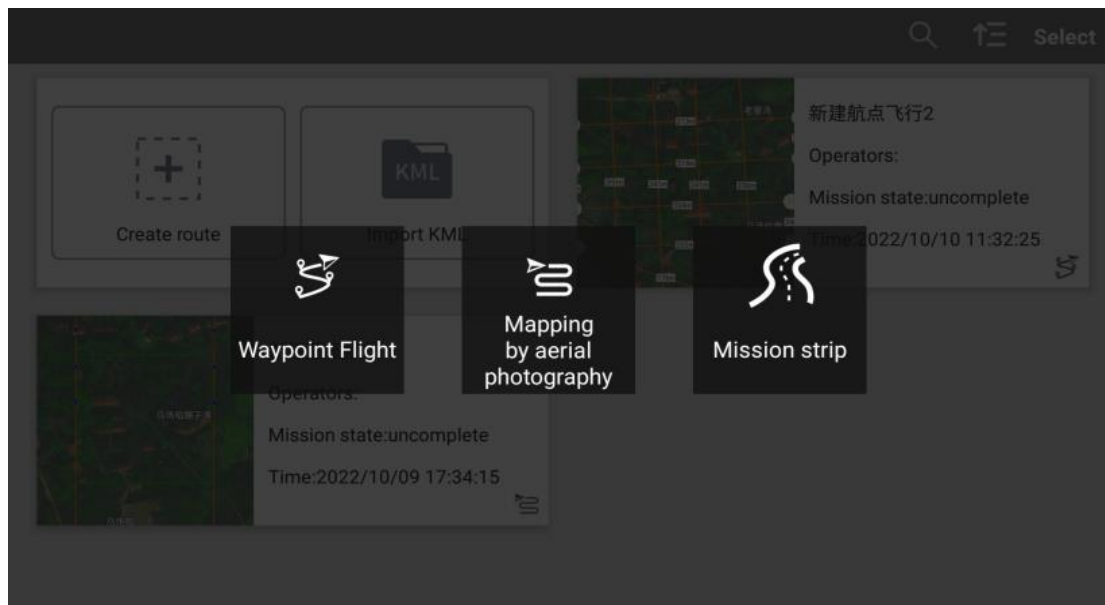 Select
KML
Create route
Import KML
新建航点飞行2
Operators:
Mission state:uncomplete
Time:2022/10/10 11:32:25
Waypoint Flight
Mapping
by aerial
photography
Mission strip
Operators:
Mission state:uncomplete
Time:2022/10/09 17:34:15